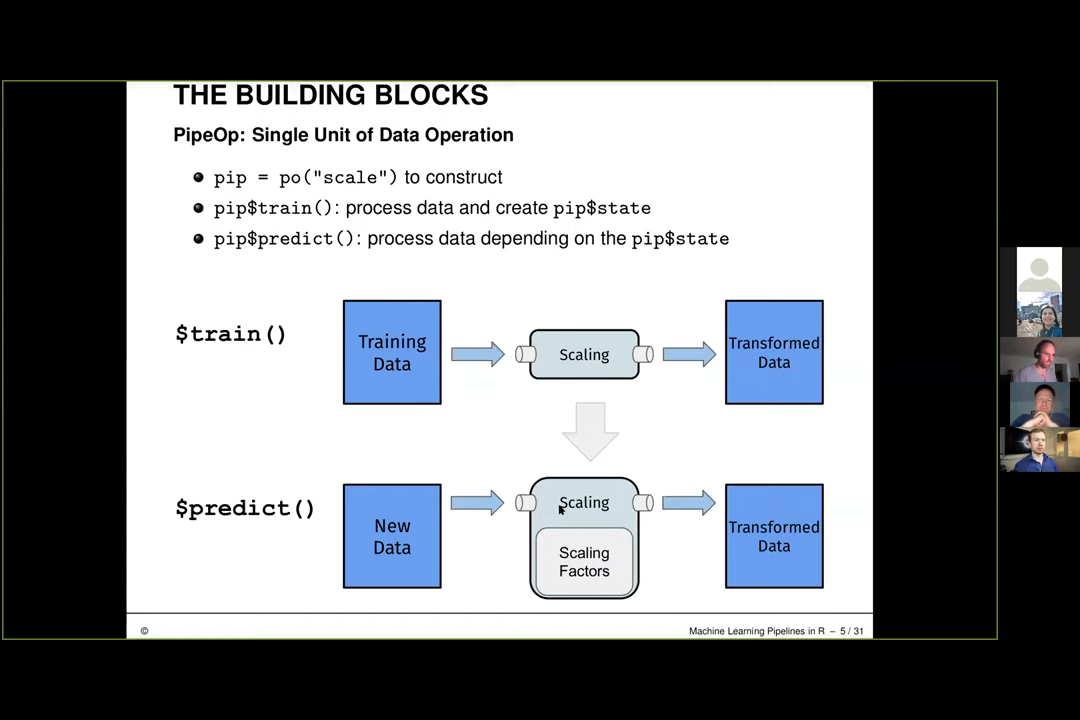 THE BUILDING BLOCKS
PipeOp: Single Unit of Data Operation
pip = po("scale") to construct
pip$train(): process data and create pip$state
pip$predict(): process data depending on the pip$state
$train()
Training
Data
Scaling
Transformed
Data
$predict()
New
Data
Scaling
Scaling
Factors
Transformed
Data
©
Machine Learning Pipelines in R – 5 / 31